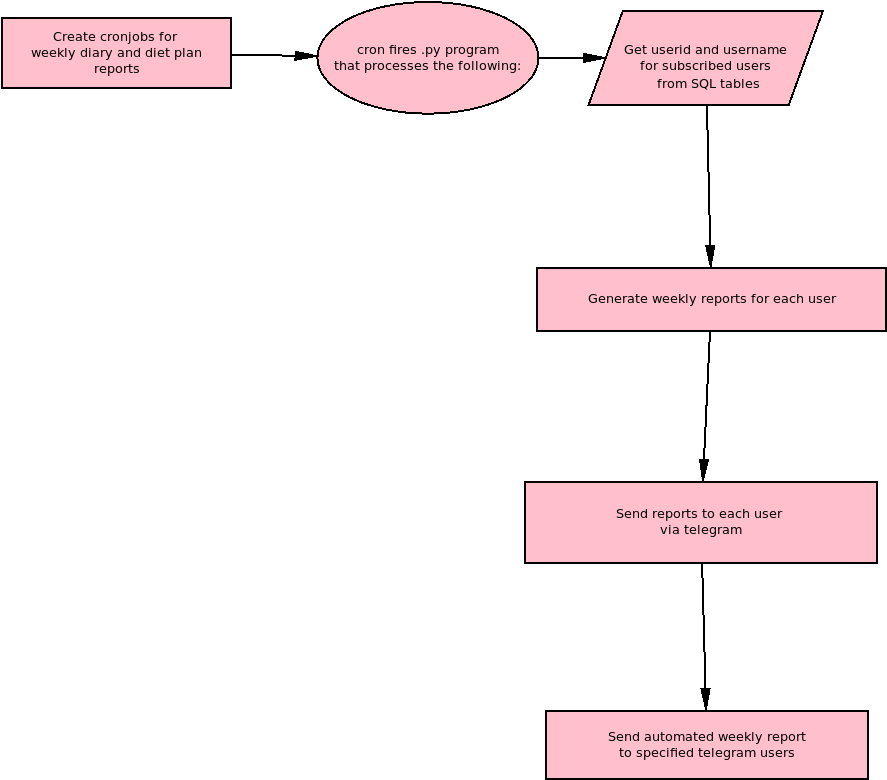 Create cronjobs for
weekly diary and diet plan
reports
cron fires .py program
that processes the following:
Get userid and username
for subscribed users
from SQL tables
Generate weekly reports for each user
Send reports to each user
via telegram
Send automated weekly report
to specified telegram users